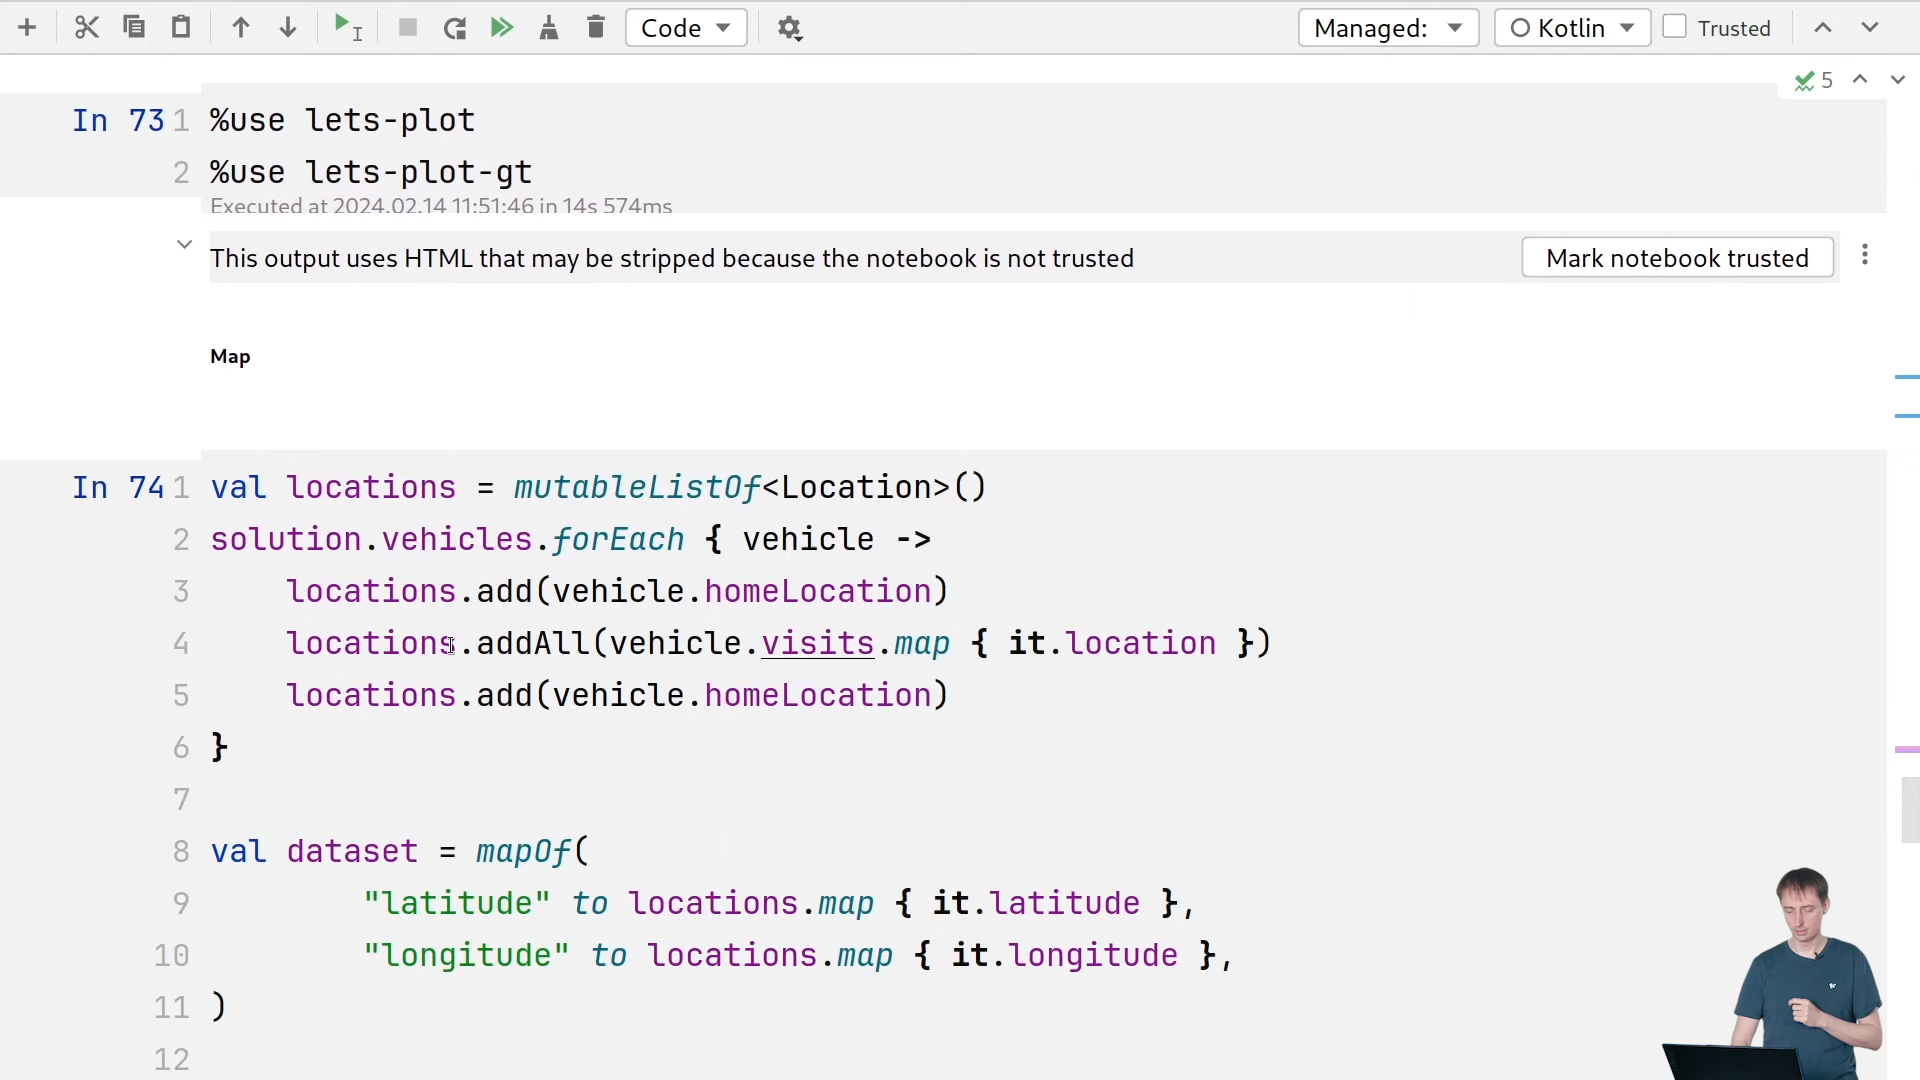 Code
Managed:
Kotlin
Trusted
5
In 73
1 %use lets-plot
2 %use lets-plot-gt
Executed at 2024.02.14 11:51:46 in 14s 574ms
This output uses HTML that may be stripped because the notebook is not trusted
Mark notebook trusted
Map
In 74
1 val locations = mutableListOf<Location>()
2 solution.vehicles.forEach { vehicle ->
3     locations.add(vehicle.homeLocation)
4     locations.addAll(vehicle.visits.map { it.location })
5     locations.add(vehicle.homeLocation)
6 }
7
8 val dataset = mapOf(
9         "latitude" to locations.map { it.latitude },
10         "longitude" to locations.map { it.longitude },
11 )
12